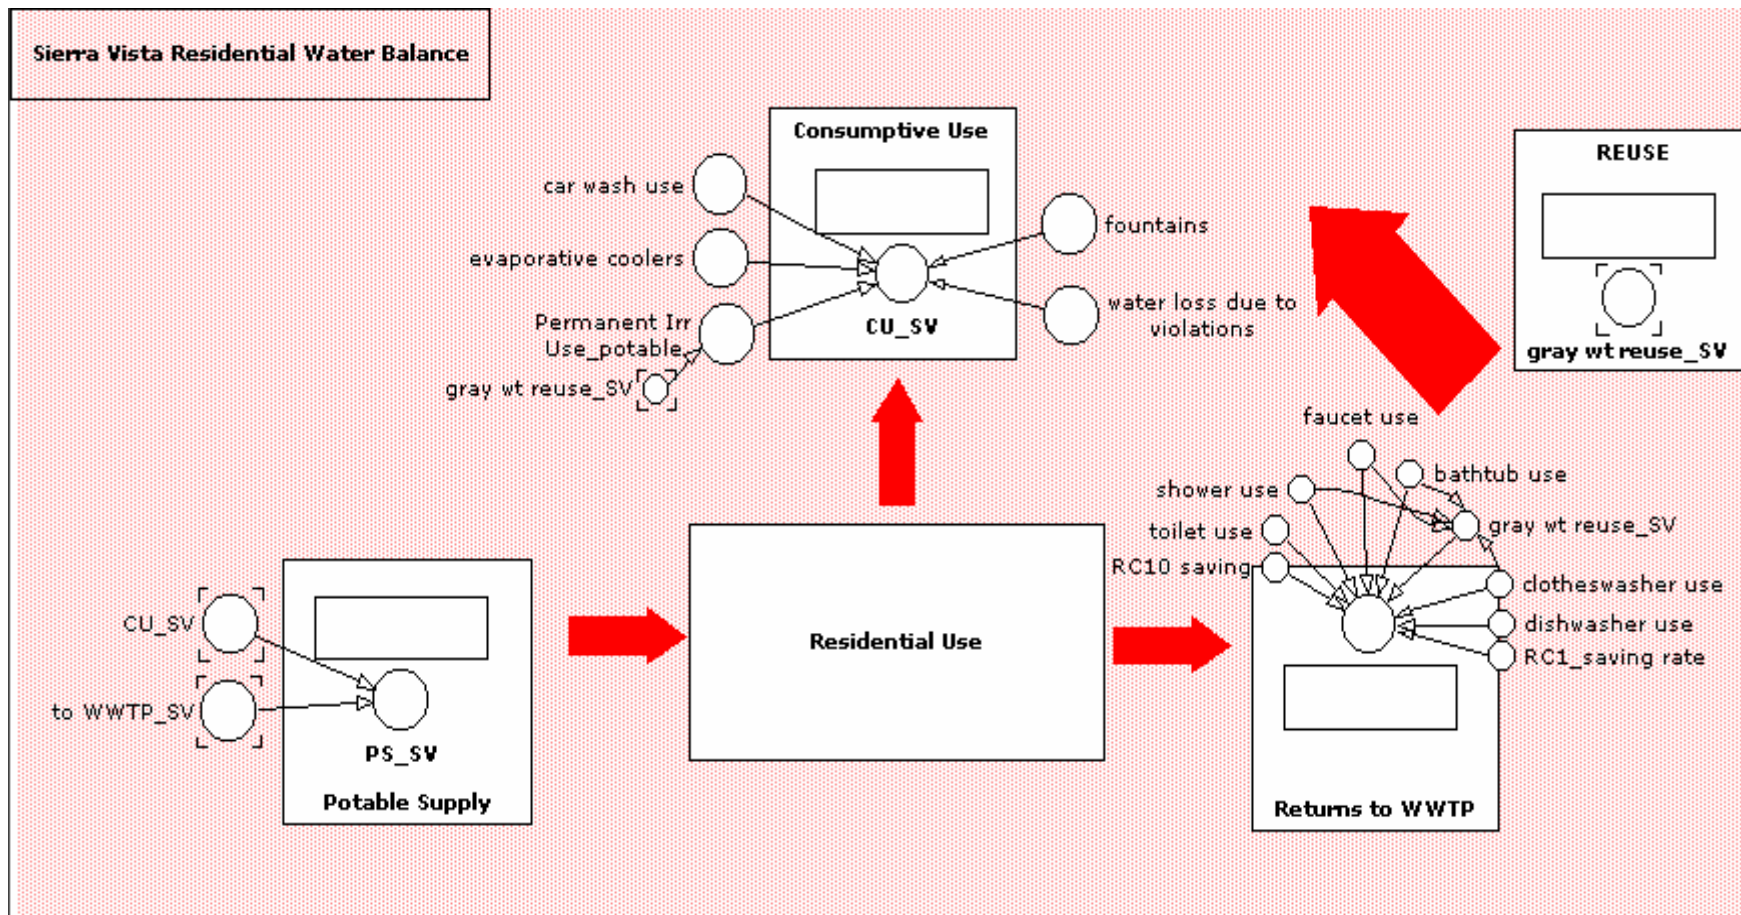 Sierra Vista Residential Water Balance
Consumptive Use
car wash use
evaporative coolers
Permanent Irr
Use_potable
gray wt reuse_SV
fountains
water loss due to
violations
CU_SV
REUSE
gray wt reuse_SV
faucet use
bathtub use
shower use
gray wt reuse_SV
toilet use
RC10 saving
clotheswasher use
dishwasher use
RC1_saving rate
Returns to WWTP
Residential Use
CU_SV
to WWTP_SV
PS_SV
Potable Supply